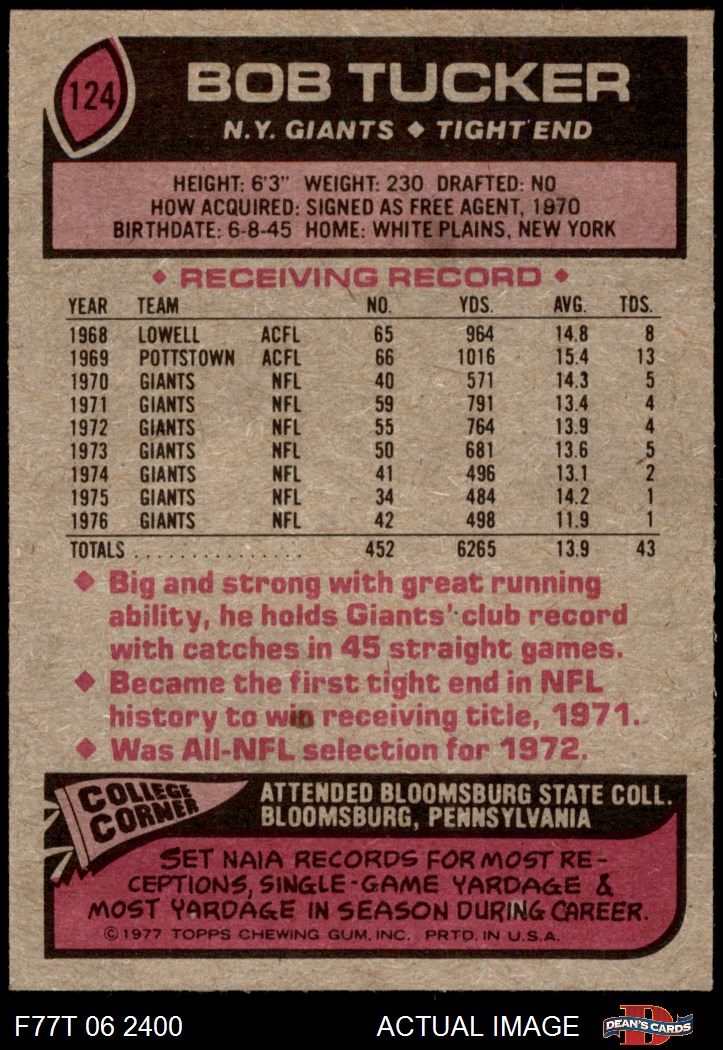 124
BOB TUCKER
N.Y. GIANTS ◆ TIGHT END
HEIGHT: 6'3" WEIGHT: 230 DRAFTED: NO
HOW ACQUIRED: SIGNED AS FREE AGENT, 1970
BIRTHDATE: 6-8-45 HOME: WHITE PLAINS, NEW YORK
◆ RECEIVING RECORD ◆
YEAR TEAM NO. YDS. AVG. TDS.
1968 LOWELL ACFL 65 964 14.8 8
1969 POTTSTOWN ACFL 66 1016 15.4 13
1970 GIANTS NFL 40 571 14.3 5
1971 GIANTS NFL 59 791 13.4 4
1972 GIANTS NFL 55 764 13.9 4
1973 GIANTS NFL 50 681 13.6 5
1974 GIANTS NFL 41 496 13.1 2
1975 GIANTS NFL 34 484 14.2 1
1976 GIANTS NFL 42 498 11.9 1
TOTALS ................ 452 6265 13.9 43
◆ Big and strong with great running
ability, he holds Giants' club record
with catches in 45 straight games.
◆ Became the first tight end in NFL
history to win receiving title, 1971.
◆ Was All-NFL selection for 1972.
COLLEGE
CORNER
ATTENDED BLOOMSBURG STATE COLL.
BLOOMSBURG, PENNSYLVANIA
SET NAIA RECORDS FOR MOST RE-
CEPTIONS, SINGLE-GAME YARDAGE &
MOST YARDAGE IN SEASON DURING CAREER.
© 1977 TOPPS CHEWING GUM, INC. PRTD. IN U.S.A.
F77T 06 2400 ACTUAL IMAGE DEAN'S CARDS